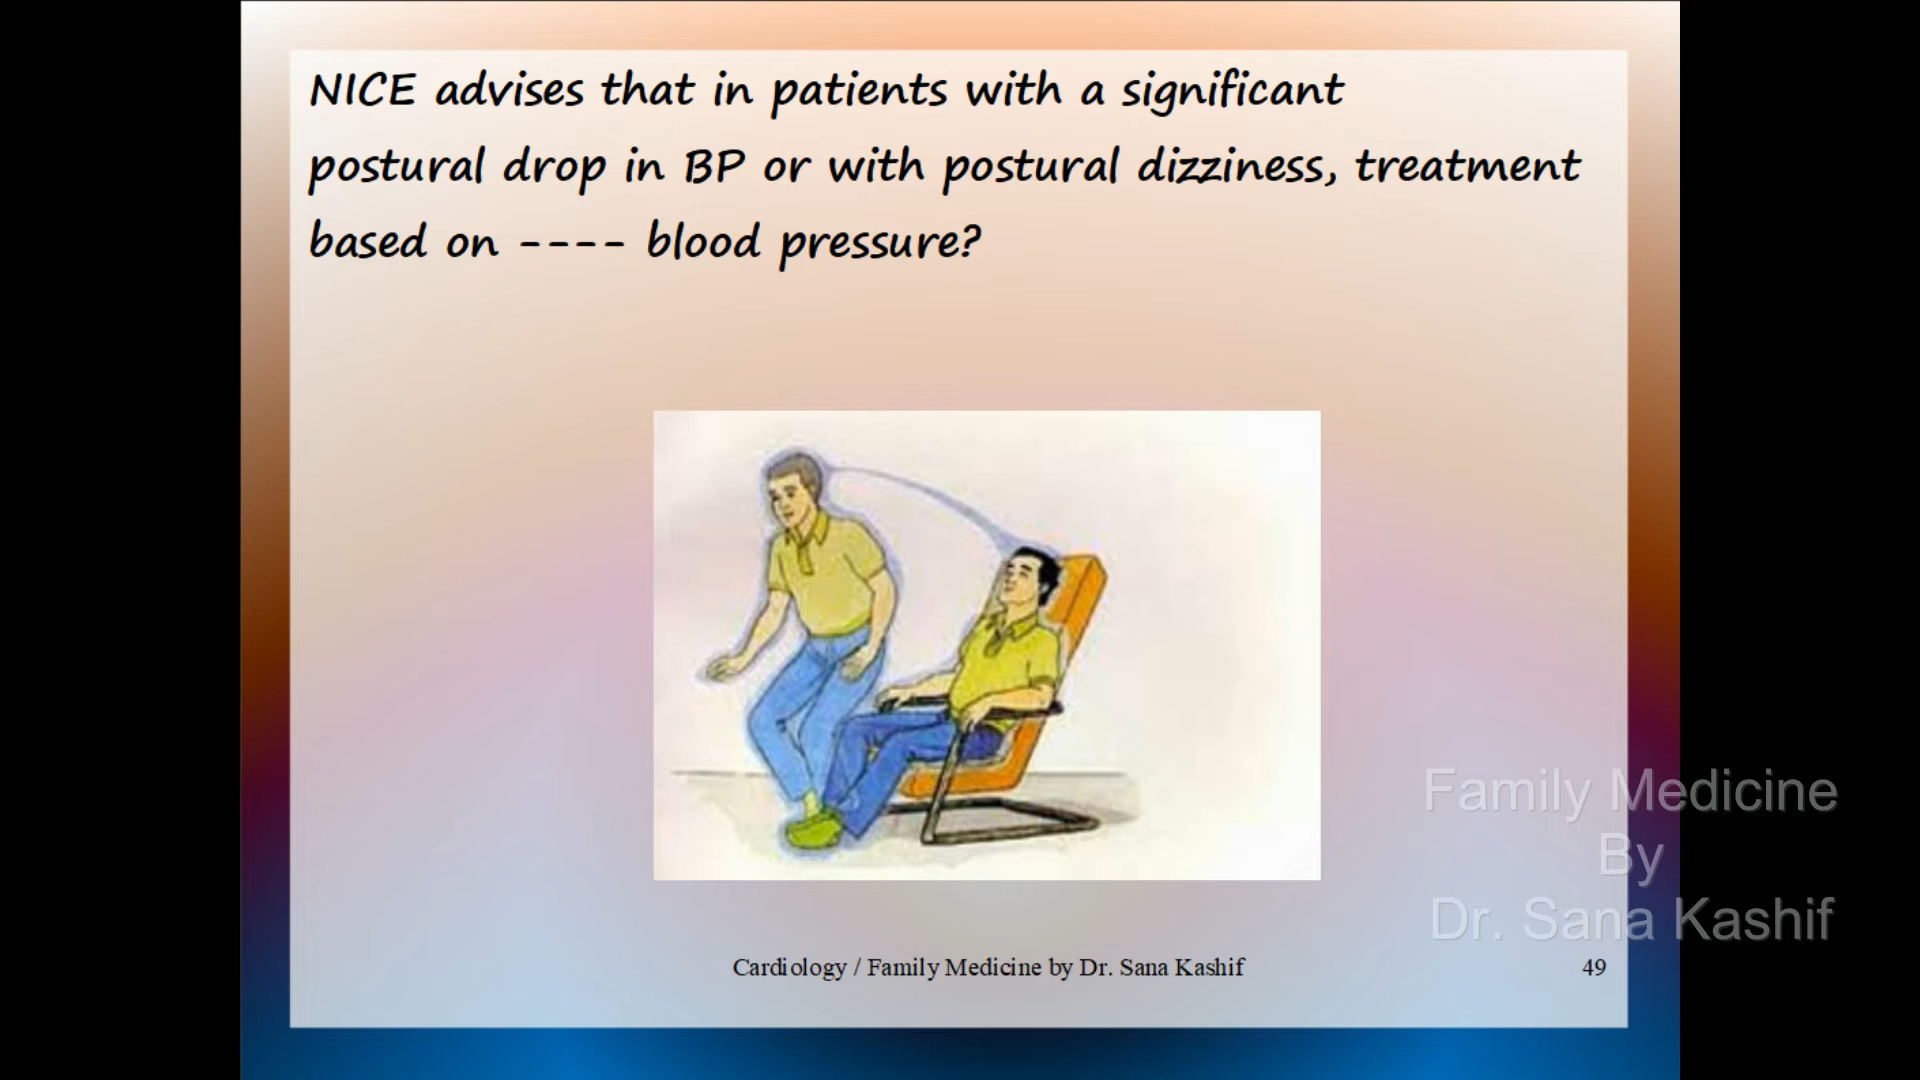 NICE advises that in patients with a significant
postural drop in BP or with postural dizziness, treatment
based on ---- blood pressure?
Family Medicine
By
Dr. Sana Kashif
Cardiology / Family Medicine by Dr. Sana Kashif
49